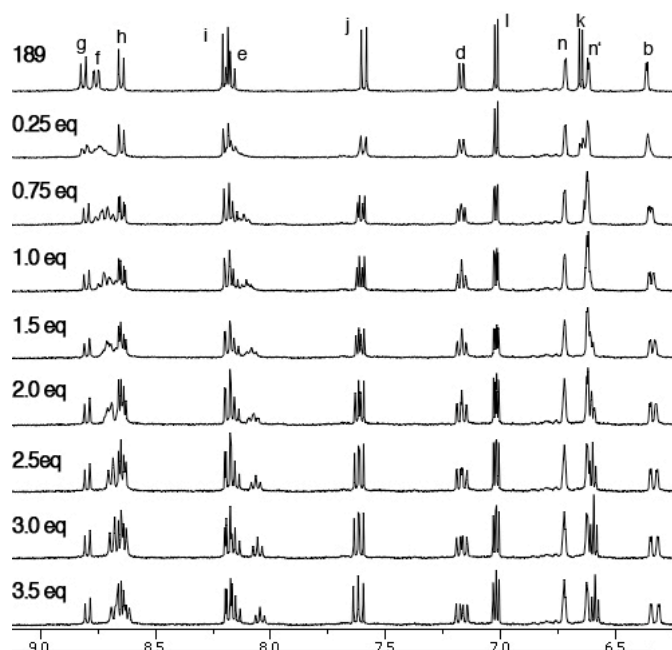 g f h i e j d l n k n' b
189
0.25 eq
0.75 eq
1.0 eq
1.5 eq
2.0 eq
2.5eq
3.0 eq
3.5 eq
9.0 8.5 8.0 7.5 7.0 6.5